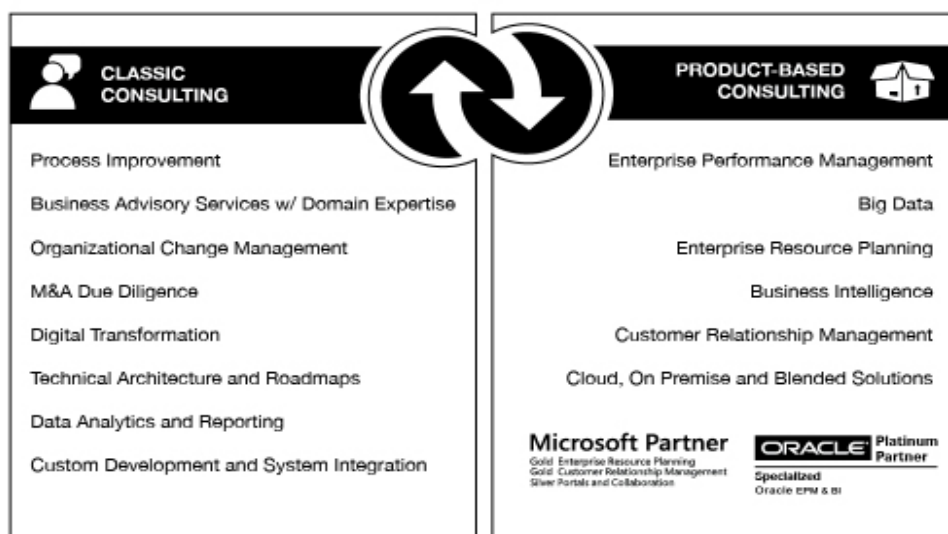 CLASSIC
CONSULTING
Process Improvement
Business Advisory Services w/ Domain Expertise
Organizational Change Management
M&A Due Diligence
Digital Transformation
Technical Architecture and Roadmaps
Data Analytics and Reporting
Custom Development and System Integration
PRODUCT-BASED
CONSULTING
Enterprise Performance Management
Big Data
Enterprise Resource Planning
Business Intelligence
Customer Relationship Management
Cloud, On Premise and Blended Solutions
Microsoft Partner
Gold Enterprise Resource Planning
Gold Customer Relationship Management
Silver Portals and Collaboration
ORACLE Platinum
Partner
Specialized
Oracle EPM & BI